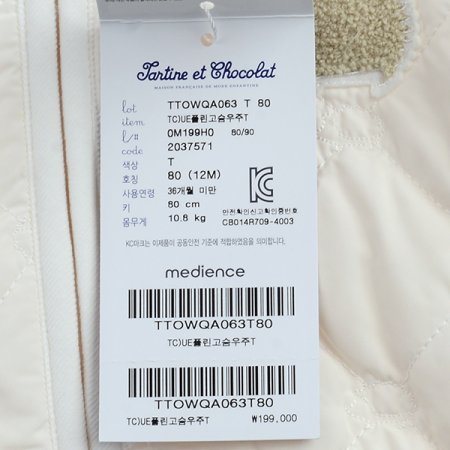 Tartine et Chocolat
MAISON FRANÇAISE DE MODE ENFANTINE
lot TTOWQA063 T 80
item TC)UE플린고슴우주T
l/# 0M199H0 80/90
code 2037571
색상 T
호칭 80 (12M)
사용연령 36개월 미만
키 80 cm
몸무게 10.8 kg
안전확인신고확인증번호
CB014R709-4003
KC마크는 이제품이 공통안전 기준에 적합하였음을 의미합니다.
medience
TTOWQA063T80
TC)UE플린고슴우주T
TTOWQA063T80
TC)UE플린고슴우주T ₩199,000